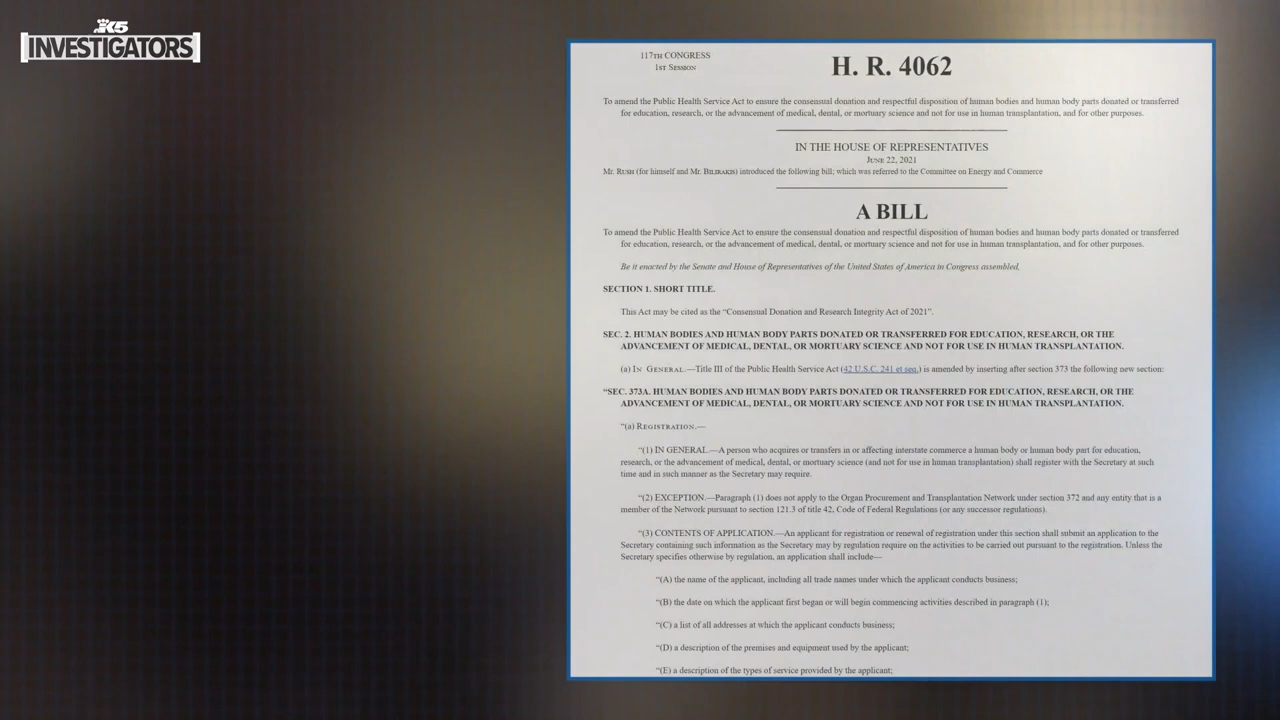 K5
INVESTIGATORS
117TH CONGRESS
1ST SESSION
H. R. 4062
To amend the Public Health Service Act to ensure the consensual donation and respectful disposition of human bodies and human body parts donated or transferred
for education, research, or the advancement of medical, dental, or mortuary science and not for use in human transplantation, and for other purposes.
IN THE HOUSE OF REPRESENTATIVES
JUNE 22, 2021
Mr. RUSH (for himself and Mr. BILIRAKIS) introduced the following bill; which was referred to the Committee on Energy and Commerce
A BILL
To amend the Public Health Service Act to ensure the consensual donation and respectful disposition of human bodies and human body parts donated or transferred
for education, research, or the advancement of medical, dental, or mortuary science and not for use in human transplantation, and for other purposes.
Be it enacted by the Senate and House of Representatives of the United States of America in Congress assembled,
SECTION 1. SHORT TITLE.
This Act may be cited as the “Consensual Donation and Research Integrity Act of 2021”.
SEC. 2. HUMAN BODIES AND HUMAN BODY PARTS DONATED OR TRANSFERRED FOR EDUCATION, RESEARCH, OR THE
ADVANCEMENT OF MEDICAL, DENTAL, OR MORTUARY SCIENCE AND NOT FOR USE IN HUMAN TRANSPLANTATION.
(a) IN GENERAL.—Title III of the Public Health Service Act (42 U.S.C. 241 et seq.) is amended by inserting after section 373 the following new section:
“SEC. 373A. HUMAN BODIES AND HUMAN BODY PARTS DONATED OR TRANSFERRED FOR EDUCATION, RESEARCH, OR THE
ADVANCEMENT OF MEDICAL, DENTAL, OR MORTUARY SCIENCE AND NOT FOR USE IN HUMAN TRANSPLANTATION.
“(a) REGISTRATION.—
“(1) IN GENERAL.—A person who acquires or transfers in or affecting interstate commerce a human body or human body part for education,
research, or the advancement of medical, dental, or mortuary science (and not for use in human transplantation) shall register with the Secretary at such
time and in such manner as the Secretary may require.
“(2) EXCEPTION.—Paragraph (1) does not apply to the Organ Procurement and Transplantation Network under section 372 and any entity that is a
member of the Network pursuant to section 121.3 of title 42, Code of Federal Regulations (or any successor regulations).
“(3) CONTENTS OF APPLICATION.—An applicant for registration or renewal of registration under this section shall submit an application to the
Secretary containing such information as the Secretary may by regulation require on the activities to be carried out pursuant to the registration. Unless the
Secretary specifies otherwise by regulation, an application shall include—
“(A) the name of the applicant, including all trade names under which the applicant conducts business;
“(B) the date on which the applicant first began or will begin commencing activities described in paragraph (1);
“(C) a list of all addresses at which the applicant conducts business;
“(D) a description of the premises and equipment used by the applicant;
“(E) a description of the types of service provided by the applicant;